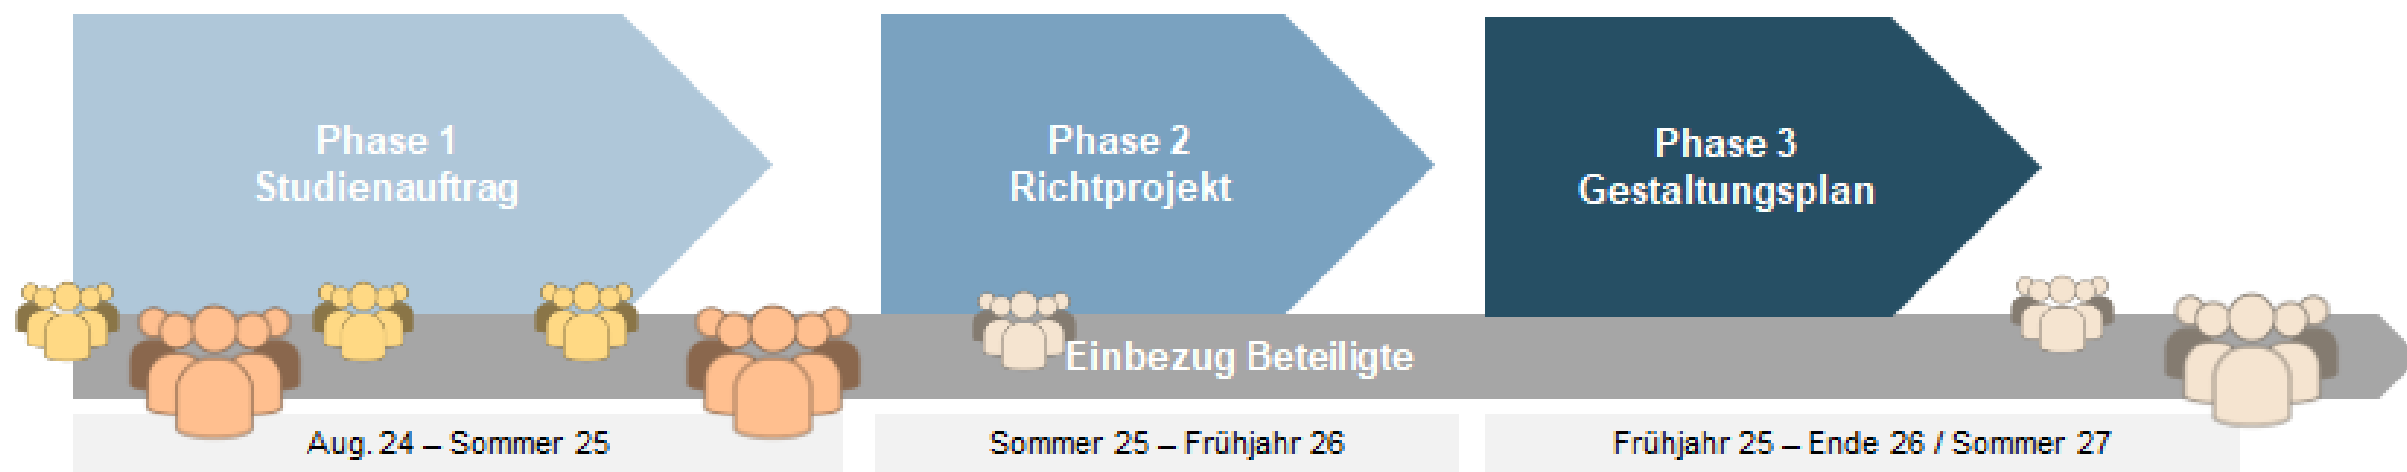 Phase 1
Studienauftrag
Phase 2
Richtprojekt
Phase 3
Gestaltungsplan
Einbezug Beteiligte
Aug. 24 – Sommer 25
Sommer 25 – Frühjahr 26
Frühjahr 25 – Ende 26 / Sommer 27